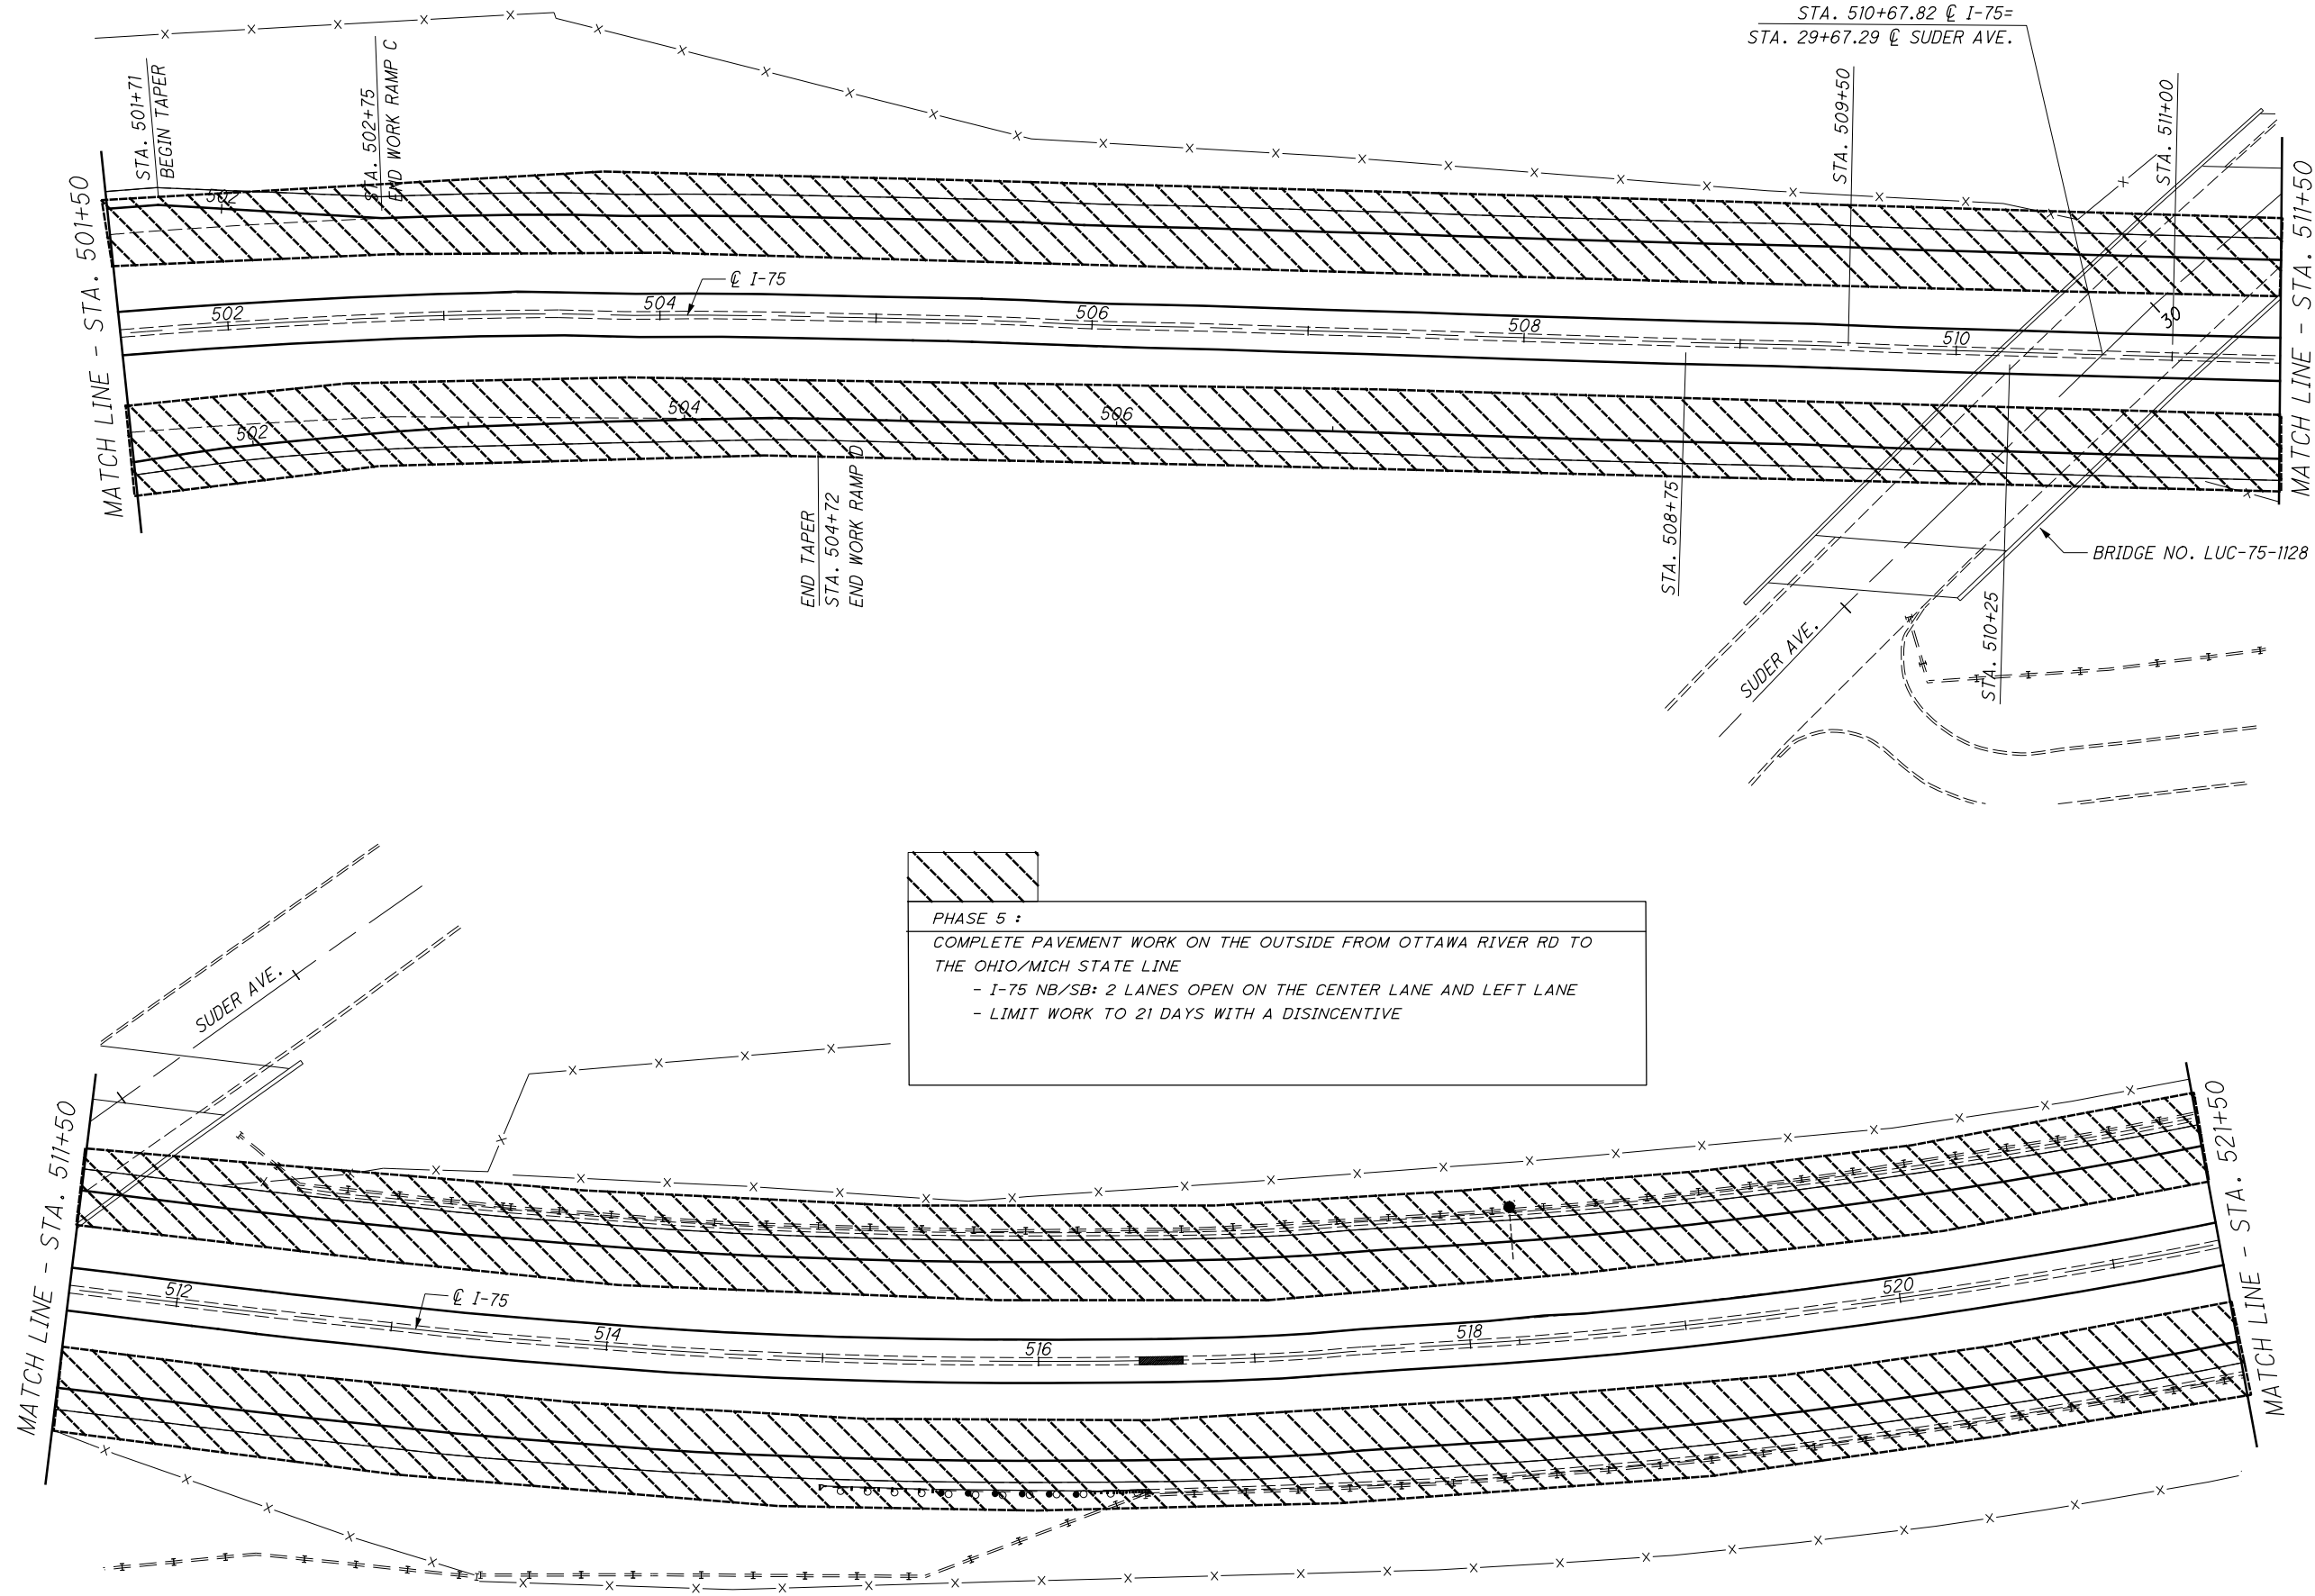 STA. 510+67.82 ℄ I-75=
STA. 29+67.29 ℄ SUDER AVE.
STA. 501+71
BEGIN TAPER
STA. 502+75
END WORK RAMP C
STA. 509+50
STA. 511+00
MATCH LINE - STA. 501+50
MATCH LINE - STA. 511+50
502
℄ I-75
502
504
506
508
510
30
502
504
506
END TAPER
STA. 504+72
END WORK RAMP D
STA. 508+75
STA. 510+25
BRIDGE NO. LUC-75-1128
SUDER AVE.
SUDER AVE.
PHASE 5 :
COMPLETE PAVEMENT WORK ON THE OUTSIDE FROM OTTAWA RIVER RD TO
THE OHIO/MICH STATE LINE
- I-75 NB/SB: 2 LANES OPEN ON THE CENTER LANE AND LEFT LANE
- LIMIT WORK TO 21 DAYS WITH A DISINCENTIVE
MATCH LINE - STA. 511+50
MATCH LINE - STA. 521+50
512
℄ I-75
514
516
518
520